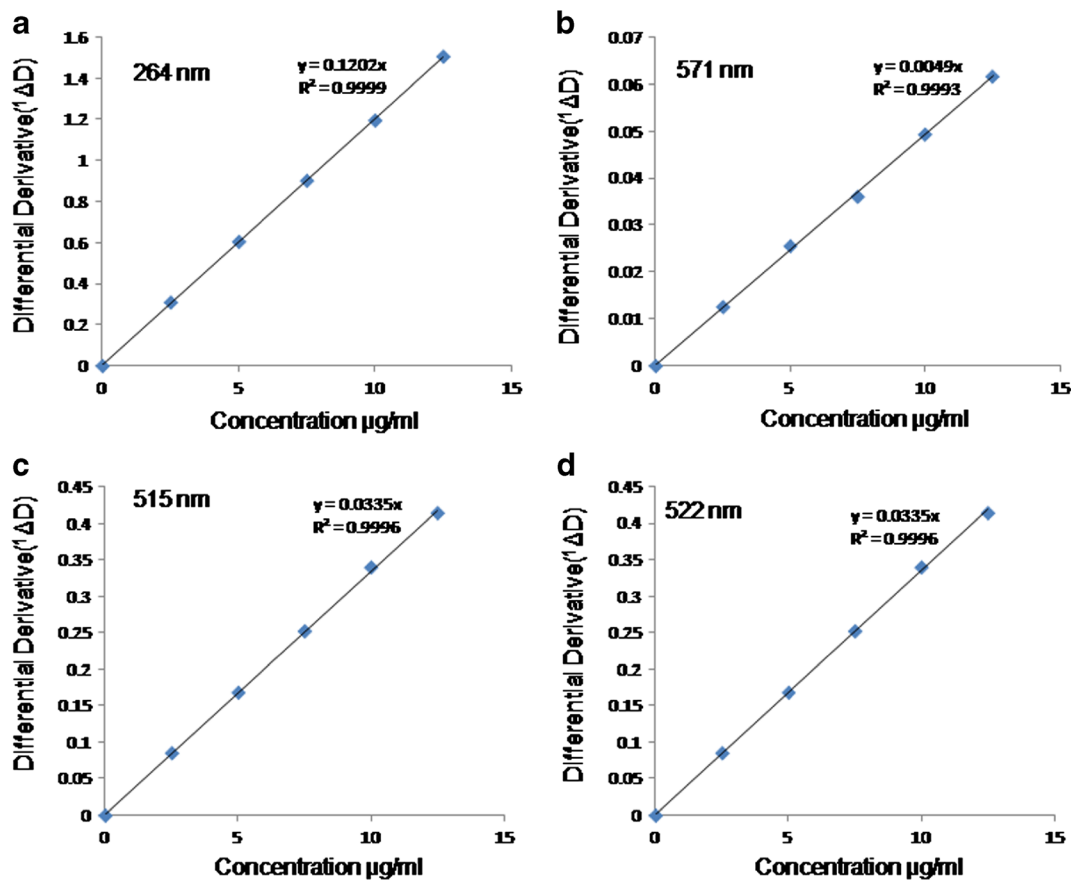 a
264 nm
y = 0.1202x
R² = 0.9999
1.6
1.4
1.2
1
0.8
0.6
0.4
0.2
0
0 5 10 15
Differential Derivative(¹ΔD)
Concentration µg/ml
b
571 nm
y = 0.0049x
R² = 0.9993
0.07
0.06
0.05
0.04
0.03
0.02
0.01
0
0 5 10 15
Differential Derivative(¹ΔD)
Concentration µg/ml
c
515 nm
y = 0.0335x
R² = 0.9996
0.45
0.4
0.35
0.3
0.25
0.2
0.15
0.1
0.05
0
0 5 10 15
Differential Derivative(¹ΔD)
Concentration µg/ml
d
522 nm
y = 0.0335x
R² = 0.9996
0.45
0.4
0.35
0.3
0.25
0.2
0.15
0.1
0.05
0
0 5 10 15
Differential Derivative(¹ΔD)
Concentration µg/ml